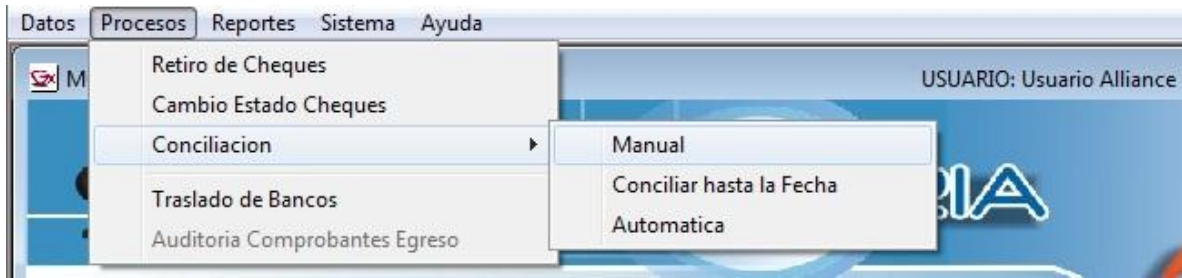 Datos Procesos Reportes Sistema Ayuda
M
USUARIO: Usuario Alliance
Retiro de Cheques
Cambio Estado Cheques
Conciliacion
Manual
Conciliar hasta la Fecha
Automatica
Traslado de Bancos
Auditoria Comprobantes Egreso